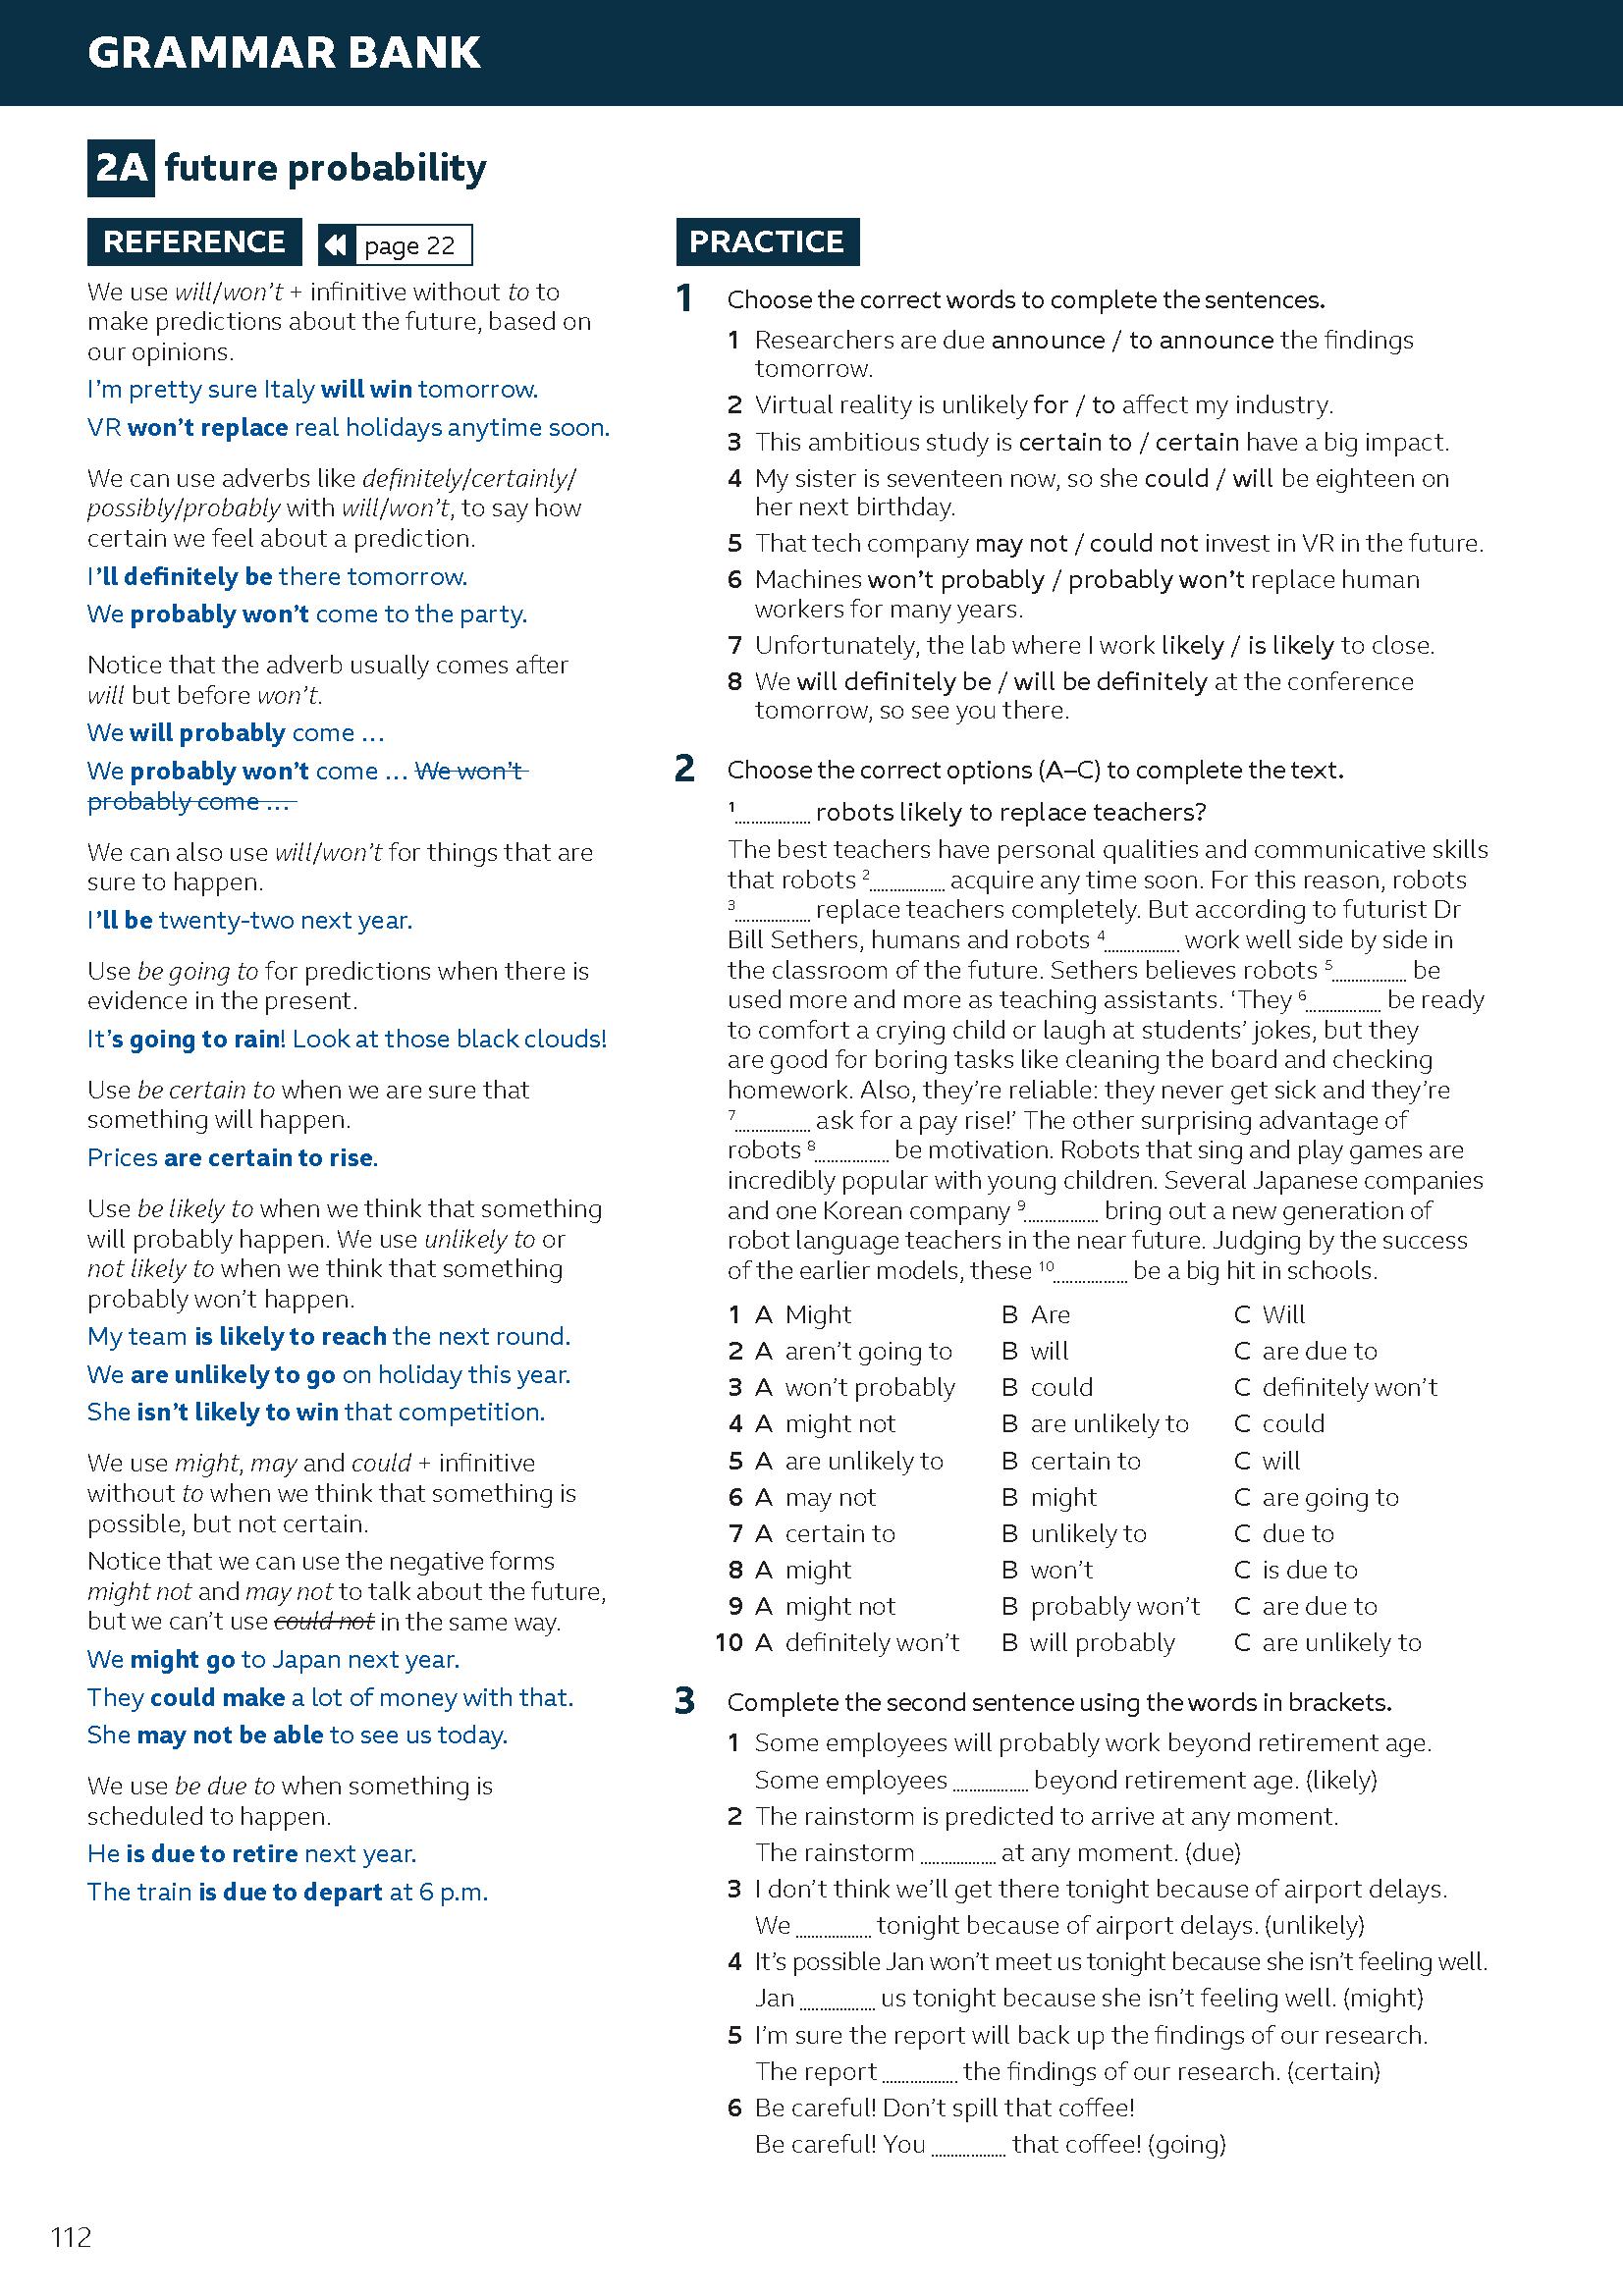 GRAMMAR BANK
2A future probability
REFERENCE page 22
We use will/won't + infinitive without to to
make predictions about the future, based on
our opinions.
I'm pretty sure Italy will win tomorrow.
VR won't replace real holidays anytime soon.
We can use adverbs like definitely/certainly/
possibly/probably with will/won't, to say how
certain we feel about a prediction.
I'll definitely be there tomorrow.
We probably won't come to the party.
Notice that the adverb usually comes after
will but before won't.
We will probably come …
We probably won't come … We won't
probably come …
We can also use will/won't for things that are
sure to happen.
I'll be twenty-two next year.
Use be going to for predictions when there is
evidence in the present.
It's going to rain! Look at those black clouds!
Use be certain to when we are sure that
something will happen.
Prices are certain to rise.
Use be likely to when we think that something
will probably happen. We use unlikely to or
not likely to when we think that something
probably won't happen.
My team is likely to reach the next round.
We are unlikely to go on holiday this year.
She isn't likely to win that competition.
We use might, may and could + infinitive
without to when we think that something is
possible, but not certain.
Notice that we can use the negative forms
might not and may not to talk about the future,
but we can't use could not in the same way.
We might go to Japan next year.
They could make a lot of money with that.
She may not be able to see us today.
We use be due to when something is
scheduled to happen.
He is due to retire next year.
The train is due to depart at 6 p.m.
PRACTICE
1 Choose the correct words to complete the sentences.
1 Researchers are due announce / to announce the findings
tomorrow.
2 Virtual reality is unlikely for / to affect my industry.
3 This ambitious study is certain to / certain have a big impact.
4 My sister is seventeen now, so she could / will be eighteen on
her next birthday.
5 That tech company may not / could not invest in VR in the future.
6 Machines won't probably / probably won't replace human
workers for many years.
7 Unfortunately, the lab where I work likely / is likely to close.
8 We will definitely be / will be definitely at the conference
tomorrow, so see you there.
2 Choose the correct options (A–C) to complete the text.
1 ................. robots likely to replace teachers?
The best teachers have personal qualities and communicative skills
that robots 2 ................. acquire any time soon. For this reason, robots
3 ................. replace teachers completely. But according to futurist Dr
Bill Sethers, humans and robots 4 ................. work well side by side in
the classroom of the future. Sethers believes robots 5 ................. be
used more and more as teaching assistants. 'They 6 ................. be ready
to comfort a crying child or laugh at students' jokes, but they
are good for boring tasks like cleaning the board and checking
homework. Also, they're reliable: they never get sick and they're
7 ................. ask for a pay rise!' The other surprising advantage of
robots 8 ................. be motivation. Robots that sing and play games are
incredibly popular with young children. Several Japanese companies
and one Korean company 9 ................. bring out a new generation of
robot language teachers in the near future. Judging by the success
of the earlier models, these 10 ................. be a big hit in schools.
1 A Might B Are C Will
2 A aren't going to B will C are due to
3 A won't probably B could C definitely won't
4 A might not B are unlikely to C could
5 A are unlikely to B certain to C will
6 A may not B might C are going to
7 A certain to B unlikely to C due to
8 A might B won't C is due to
9 A might not B probably won't C are due to
10 A definitely won't B will probably C are unlikely to
3 Complete the second sentence using the words in brackets.
1 Some employees will probably work beyond retirement age.
Some employees ................. beyond retirement age. (likely)
2 The rainstorm is predicted to arrive at any moment.
The rainstorm ................. at any moment. (due)
3 I don't think we'll get there tonight because of airport delays.
We ................. tonight because of airport delays. (unlikely)
4 It's possible Jan won't meet us tonight because she isn't feeling well.
Jan ................. us tonight because she isn't feeling well. (might)
5 I'm sure the report will back up the findings of our research.
The report ................. the findings of our research. (certain)
6 Be careful! Don't spill that coffee!
Be careful! You ................. that coffee! (going)
112